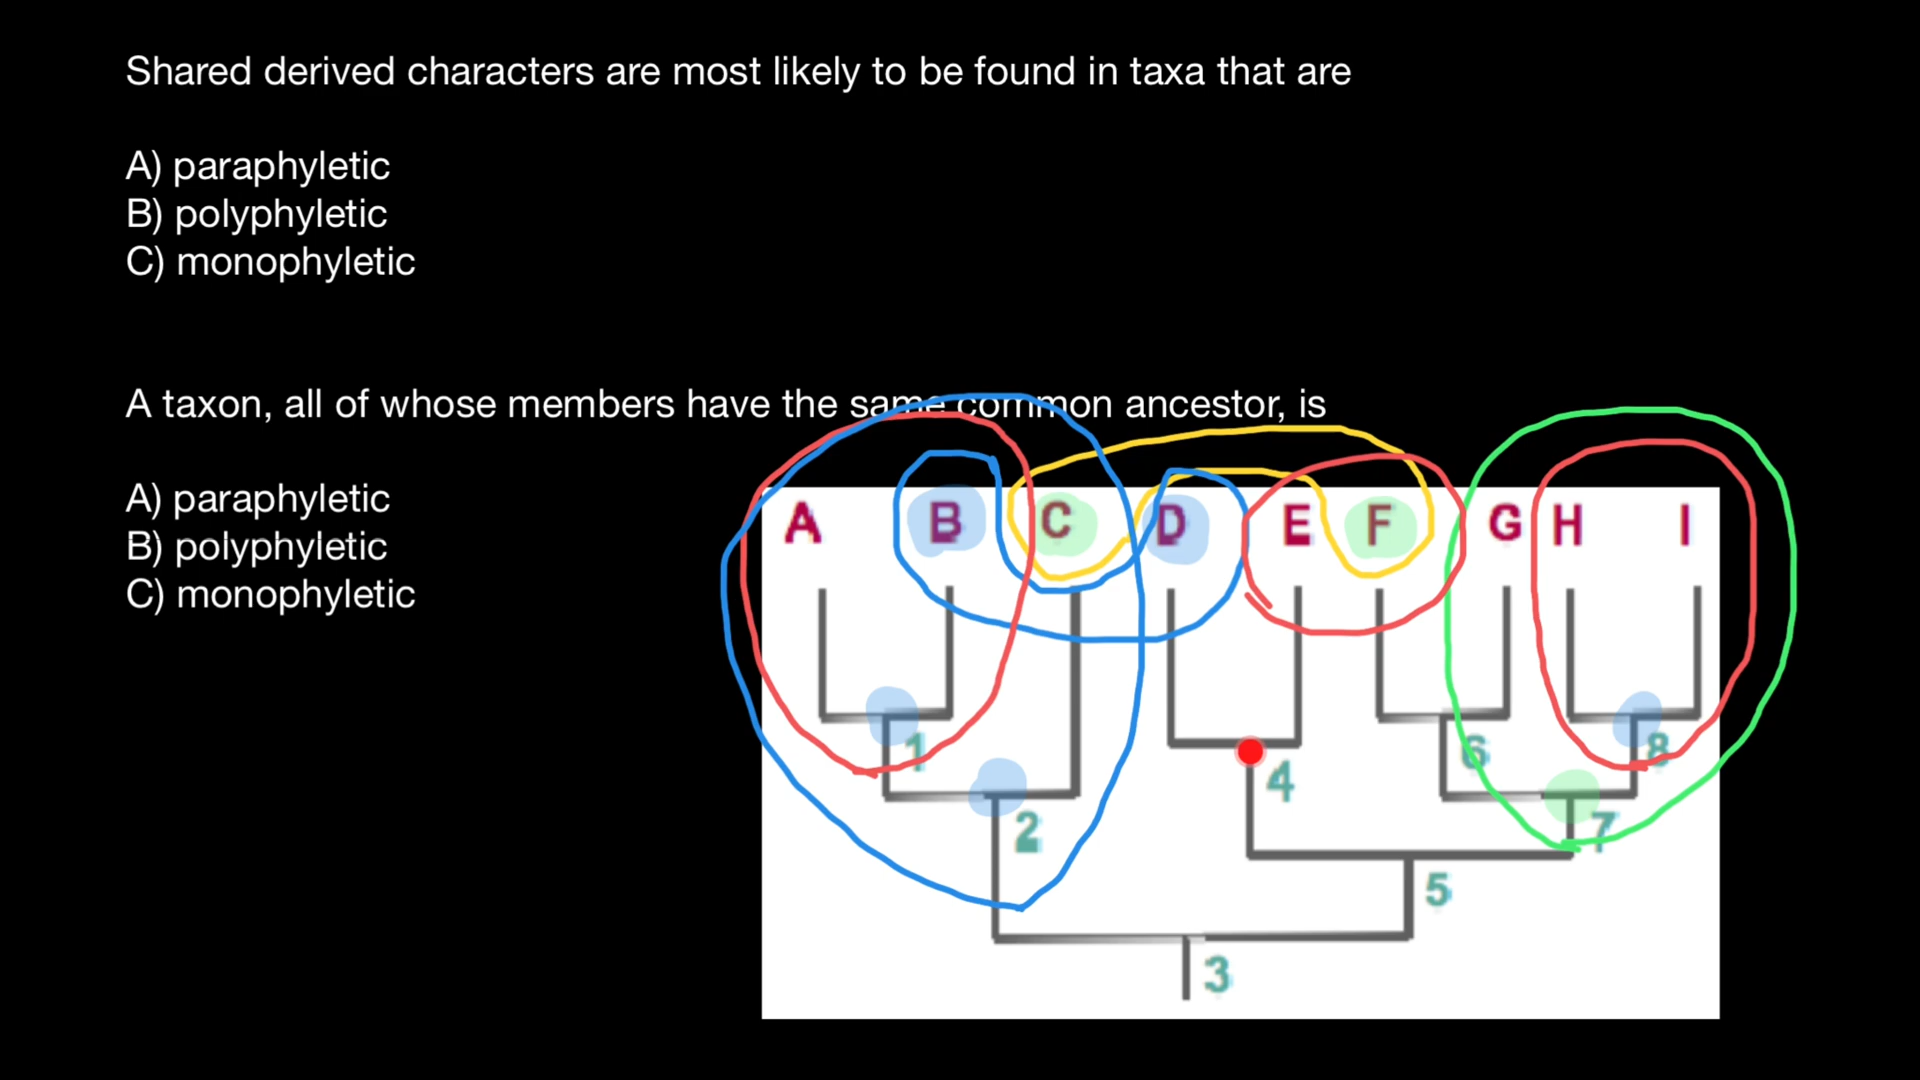 Shared derived characters are most likely to be found in taxa that are
A) paraphyletic
B) polyphyletic
C) monophyletic
A taxon, all of whose members have the same common ancestor, is
A) paraphyletic
B) polyphyletic
C) monophyletic
A B C D E F G H I
1 6 8
4
2 7
5
3